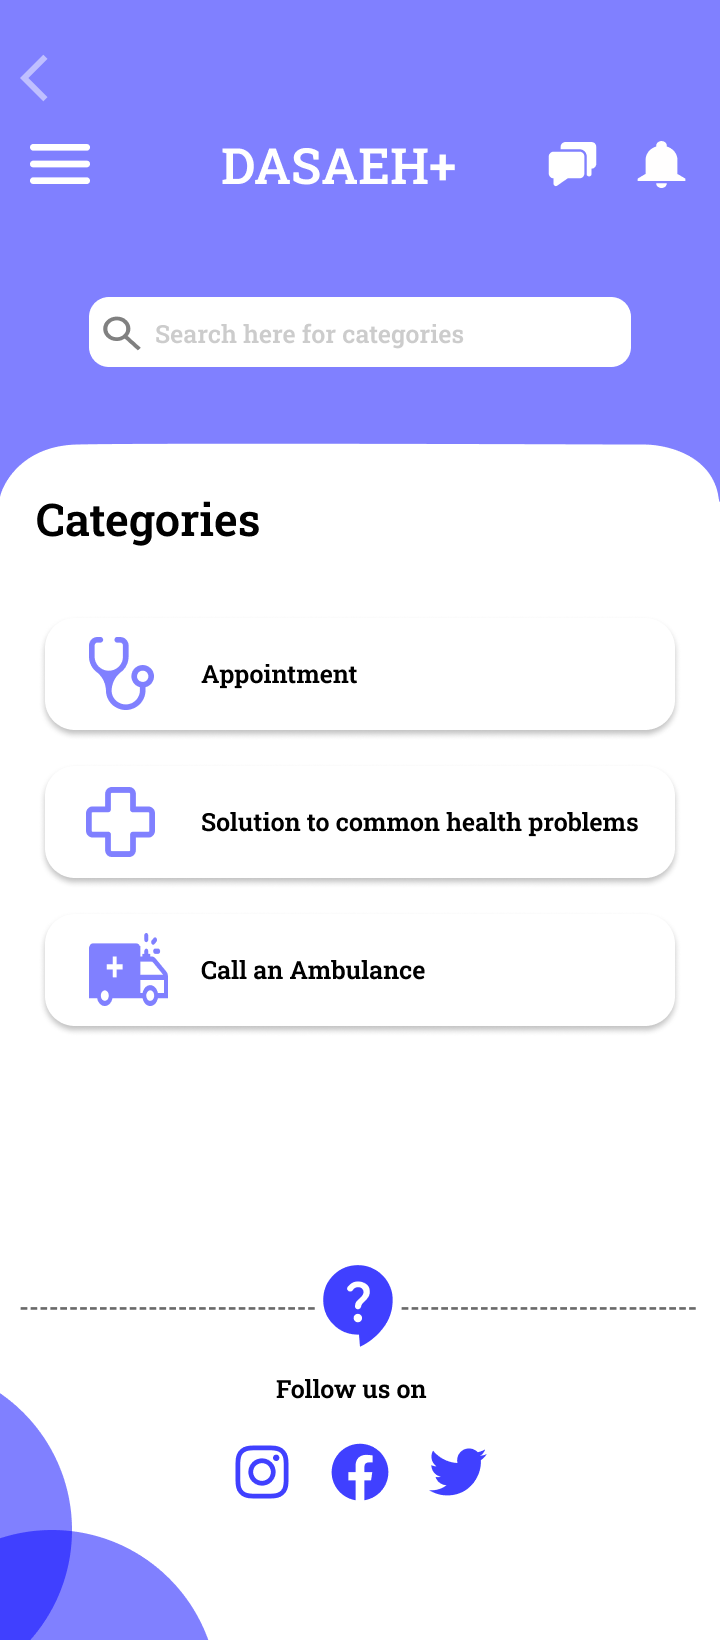 DASAEH+
Search here for categories
Categories
Appointment
Solution to common health problems
Call an Ambulance
?
Follow us on